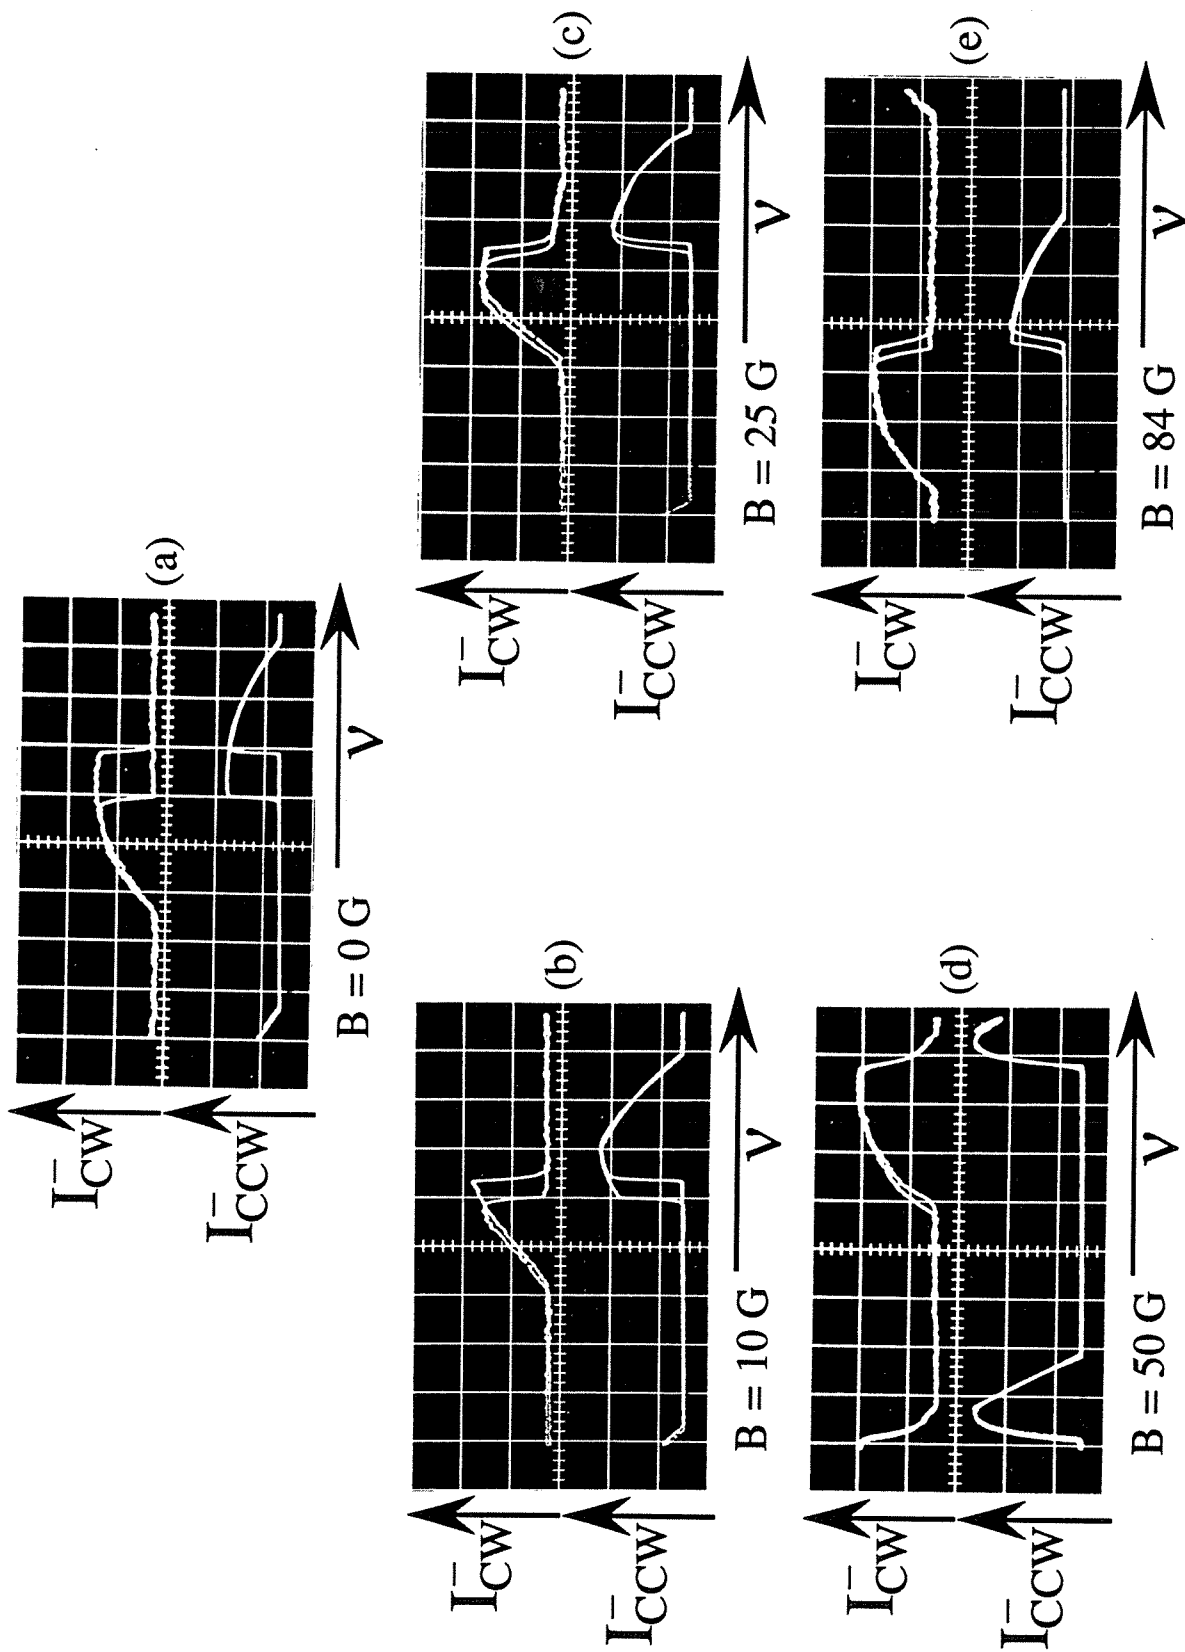 I⁻CW
(a)
I⁻CCW
ν
B = 0 G
I⁻CW
(b)
I⁻CCW
ν
B = 10 G
I⁻CW
(c)
I⁻CCW
ν
B = 25 G
I⁻CW
(d)
I⁻CCW
ν
B = 50 G
I⁻CW
(e)
I⁻CCW
ν
B = 84 G